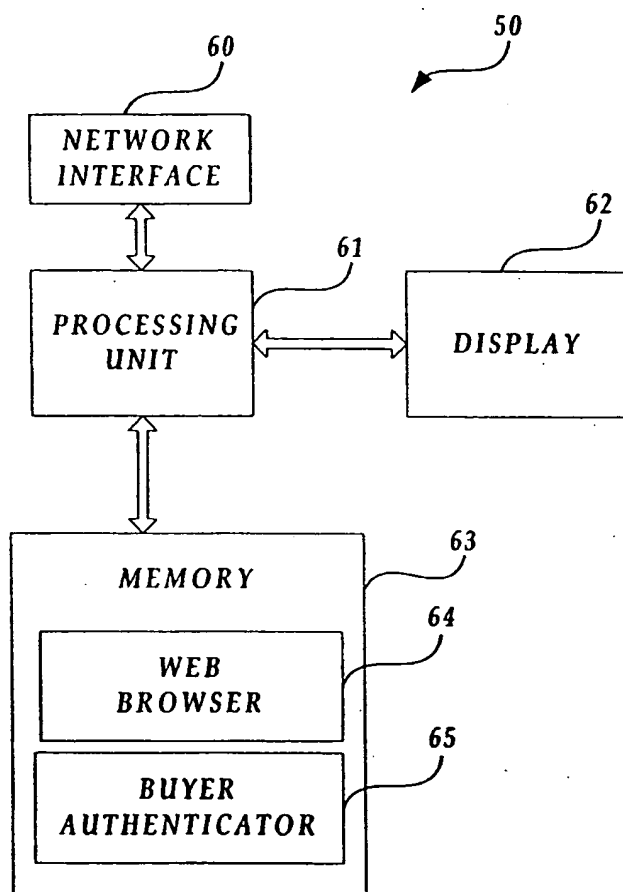 50
60
NETWORK
INTERFACE
61
62
PROCESSING
UNIT
DISPLAY
63
MEMORY
64
WEB
BROWSER
65
BUYER
AUTHENTICATOR